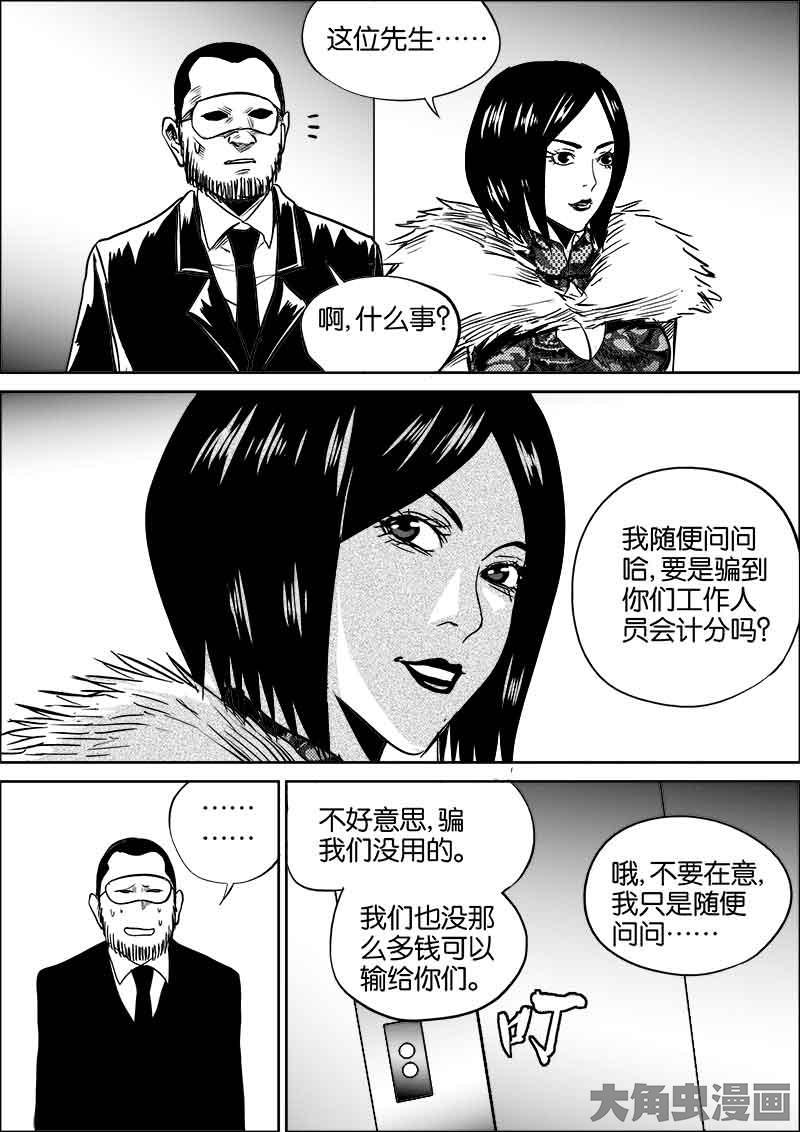 这位先生……
啊,什么事?
我随便问问
哈,要是骗到
你们工作人
员会计分吗?
……
……
不好意思,骗
我们没用的。
我们也没那
么多钱可以
输给你们。
哦,不要在意,
我只是随便
问问……
叮
大角虫漫画